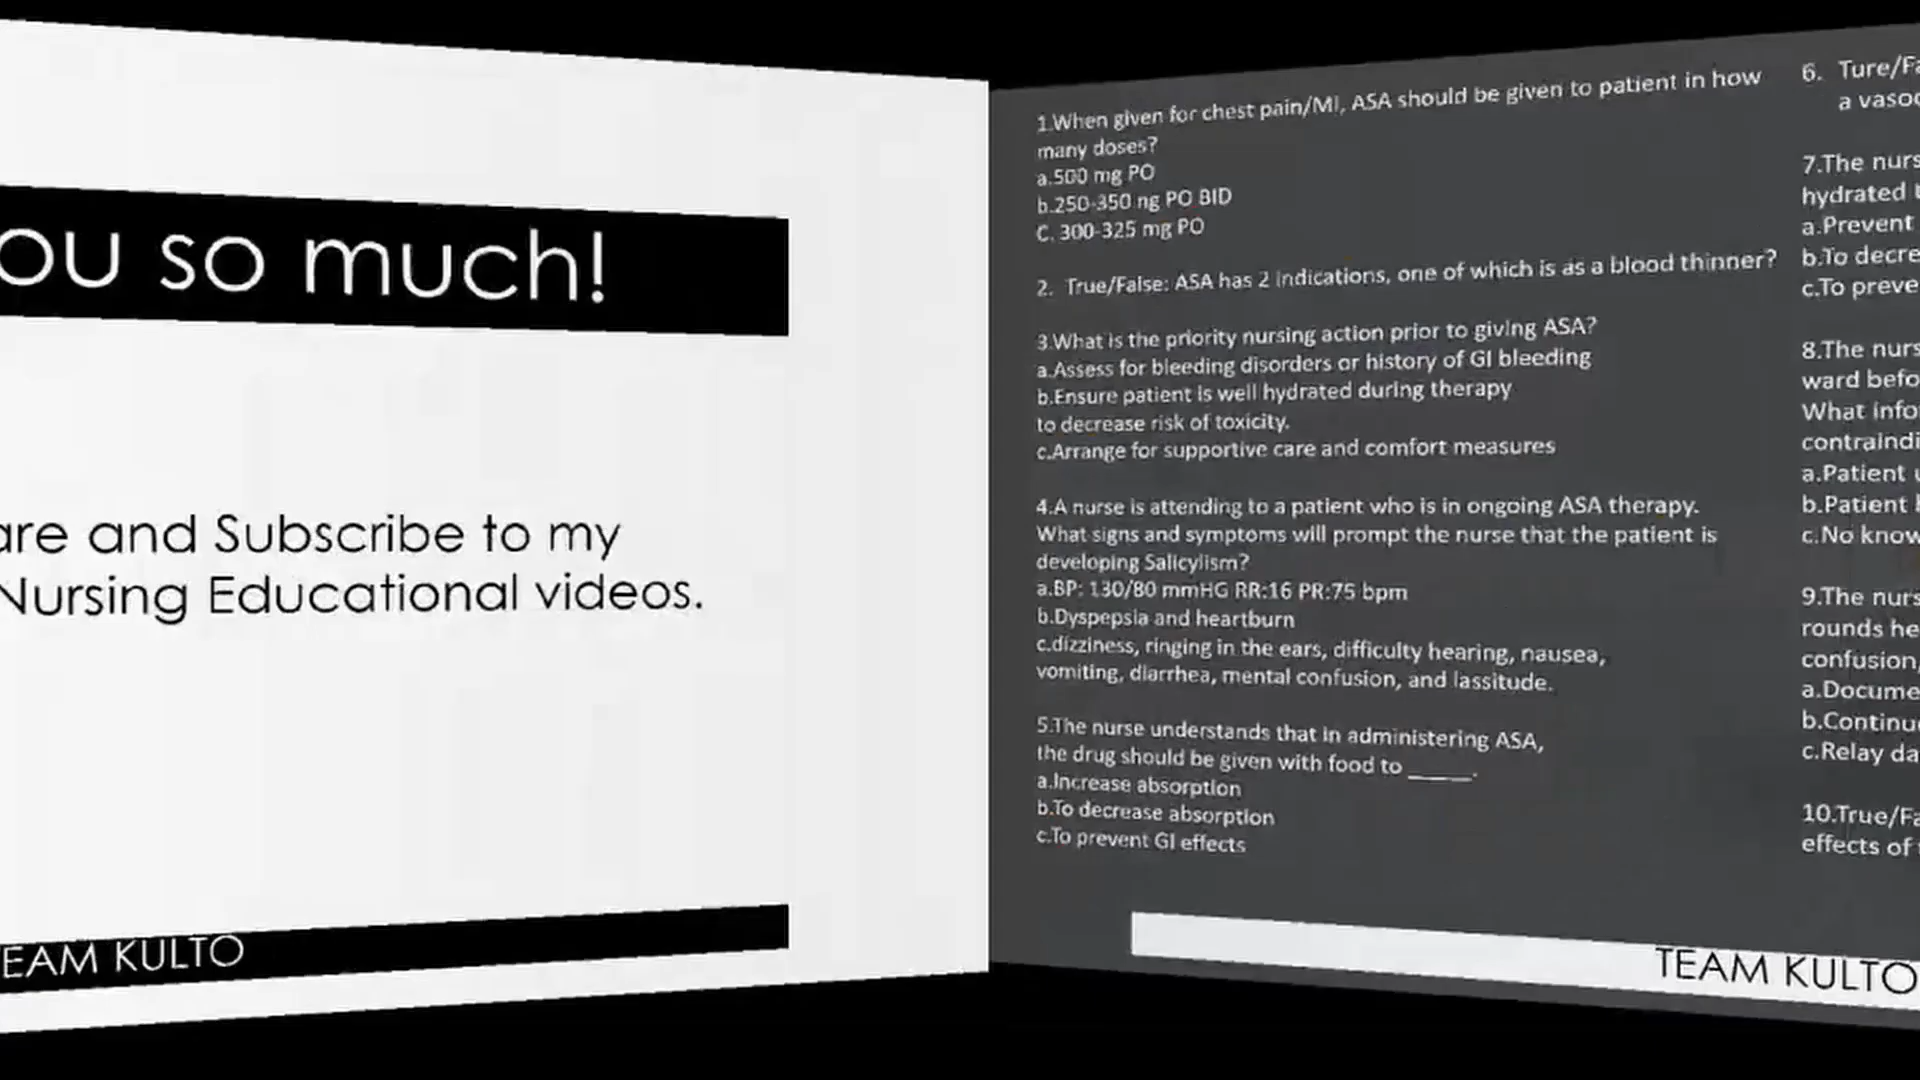 ou so much!
are and Subscribe to my
Nursing Educational videos.
TEAM KULTO
1.When given for chest pain/MI, ASA should be given to patient in how
many doses?
a.500 mg PO
b.250-350 ng PO BID
C. 300-325 mg PO
2. True/False: ASA has 2 indications, one of which is as a blood thinner?
3.What is the priority nursing action prior to giving ASA?
a.Assess for bleeding disorders or history of GI bleeding
b.Ensure patient is well hydrated during therapy
to decrease risk of toxicity.
c.Arrange for supportive care and comfort measures
4.A nurse is attending to a patient who is in ongoing ASA therapy.
What signs and symptoms will prompt the nurse that the patient is
developing Salicylism?
a.BP: 130/80 mmHG RR:16 PR:75 bpm
b.Dyspepsia and heartburn
c.dizziness, ringing in the ears, difficulty hearing, nausea,
vomiting, diarrhea, mental confusion, and lassitude.
5.The nurse understands that in administering ASA,
the drug should be given with food to _____.
a.Increase absorption
b.To decrease absorption
c.To prevent GI effects
6. Ture/Fa
a vasoc
7.The nurs
hydrated t
a.Prevent
b.To decre
c.To preve
8.The nurs
ward befo
What info
contraindi
a.Patient
b.Patient
c.No know
9.The nurs
rounds he
confusion,
a.Docume
b.Continu
c.Relay da
10.True/Fa
effects of
TEAM KULTO